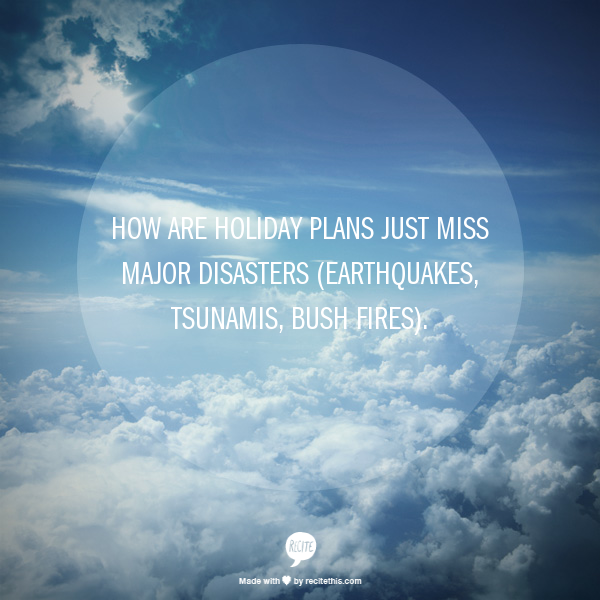 HOW ARE HOLIDAY PLANS JUST MISS
MAJOR DISASTERS (EARTHQUAKES,
TSUNAMIS, BUSH FIRES).
RECITE
Made with ♥ by recitethis.com